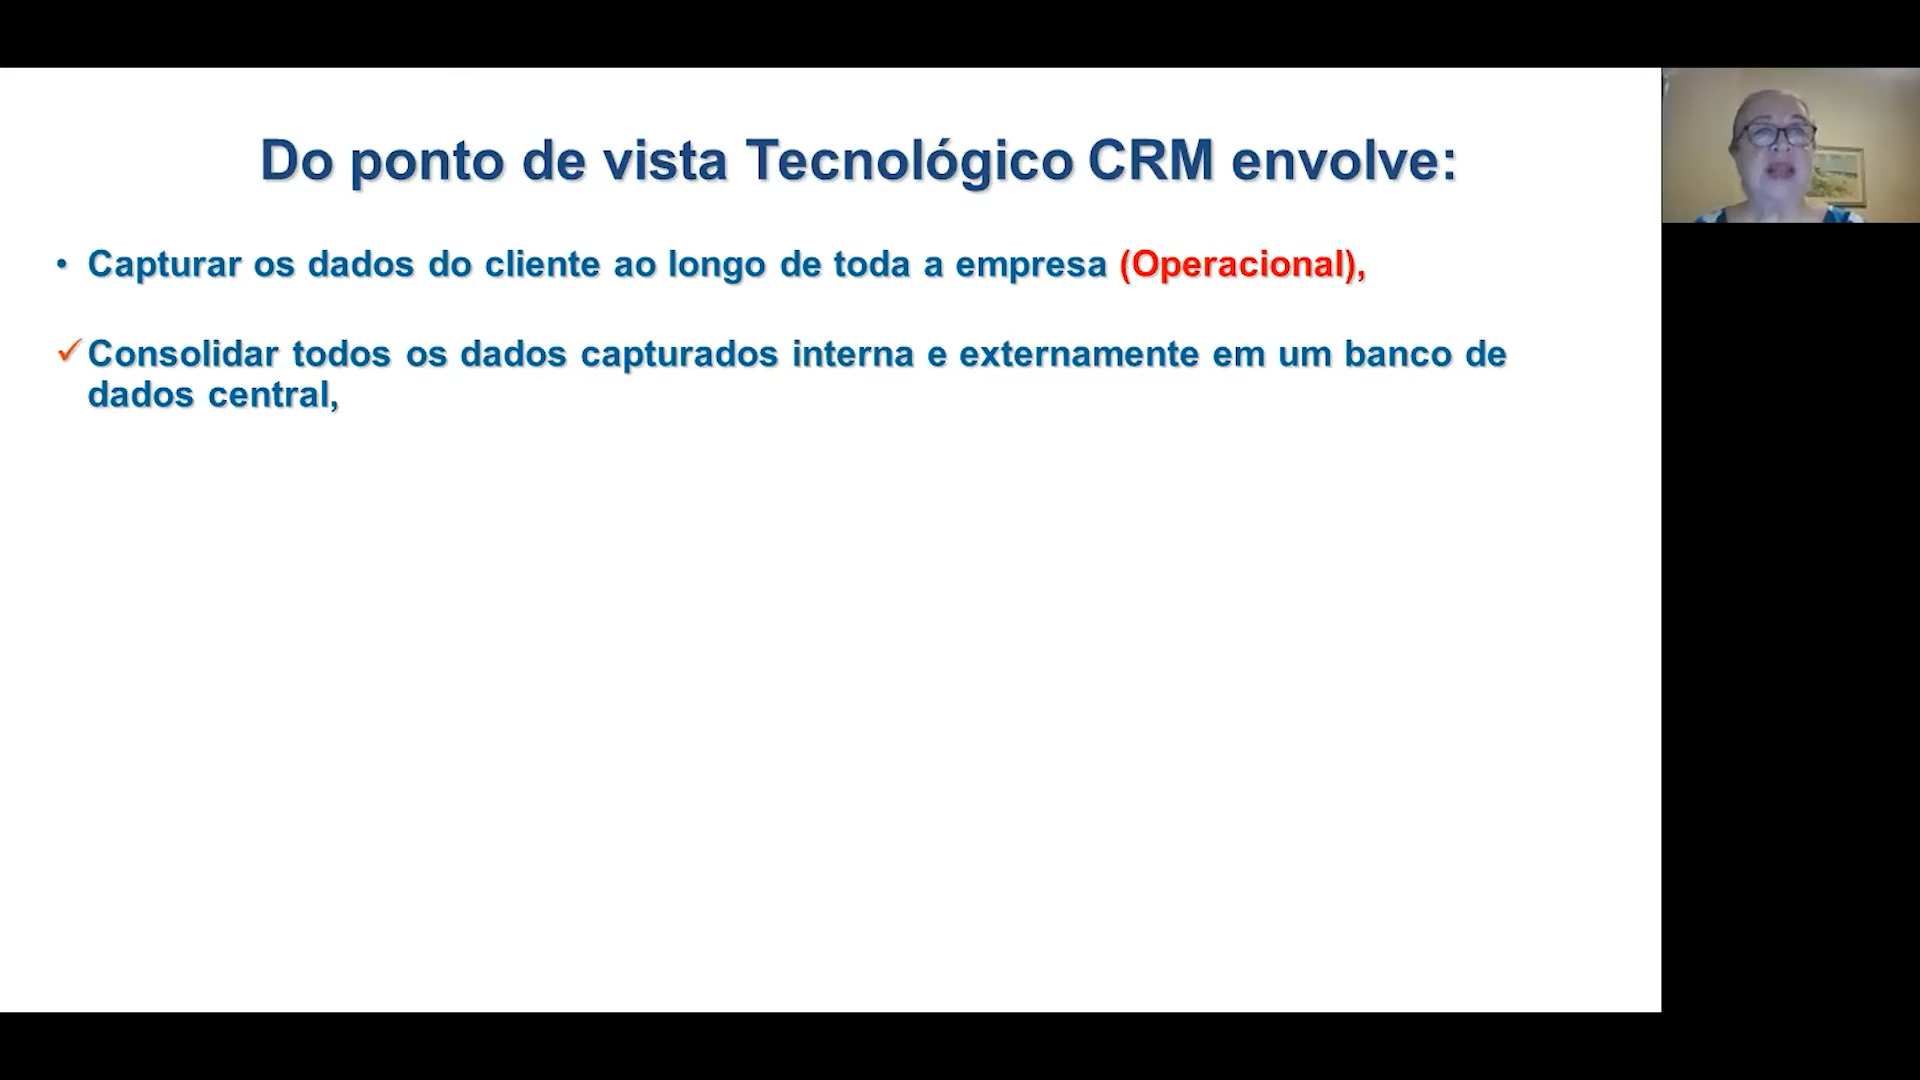 Do ponto de vista Tecnológico CRM envolve:
• Capturar os dados do cliente ao longo de toda a empresa (Operacional),
✓ Consolidar todos os dados capturados interna e externamente em um banco de
dados central,